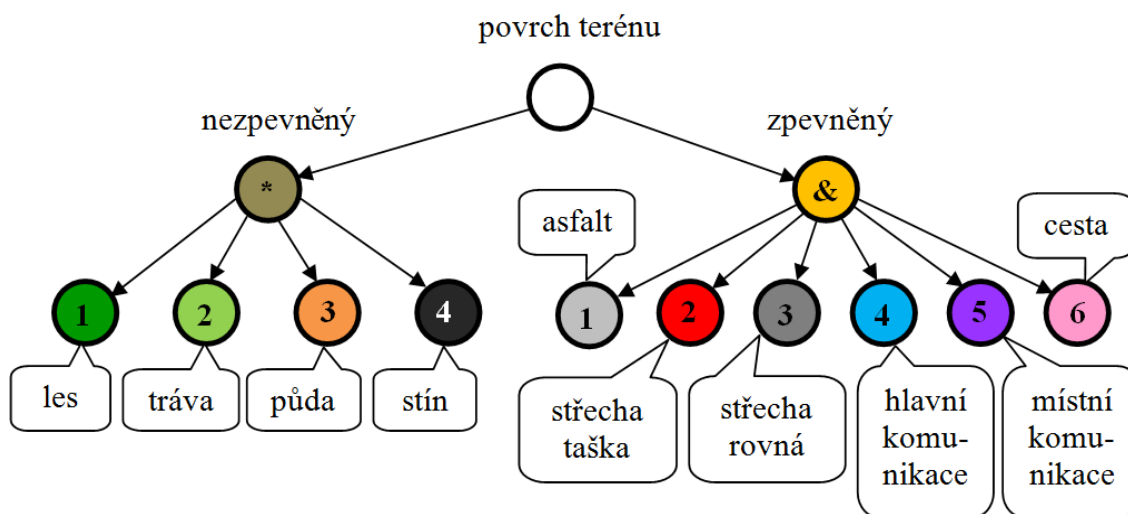 povrch terénu
nezpevněný
zpevněný
*
&
asfalt
cesta
1
2
3
4
1
2
3
4
5
6
les
tráva
půda
stín
střecha
taška
střecha
rovná
hlavní
komu-
nikace
místní
komu-
nikace